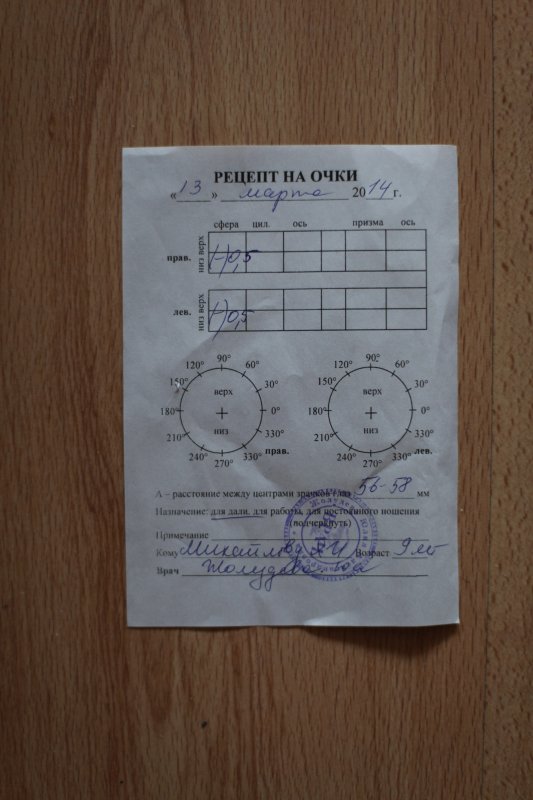 РЕЦЕПТ НА ОЧКИ
«13» марта 2014 г.
сфера цил. ось призма ось
прав. низ верх (-)0,5
лев. низ верх (-)0,5
90° 90°
120° 60° 120° 60°
150° 30° 150° 30°
верх верх
180° 0° 180° 0°
низ низ
210° 330° 210° 330°
прав. лев.
240° 300° 240° 300°
270° 270°
А – расстояние между центрами зрачков глаз: 56-58 мм
Назначение: для дали, для работы, для постоянного ношения
(подчеркнуть)
Примечание
Кому Возраст 9 лет
Врач